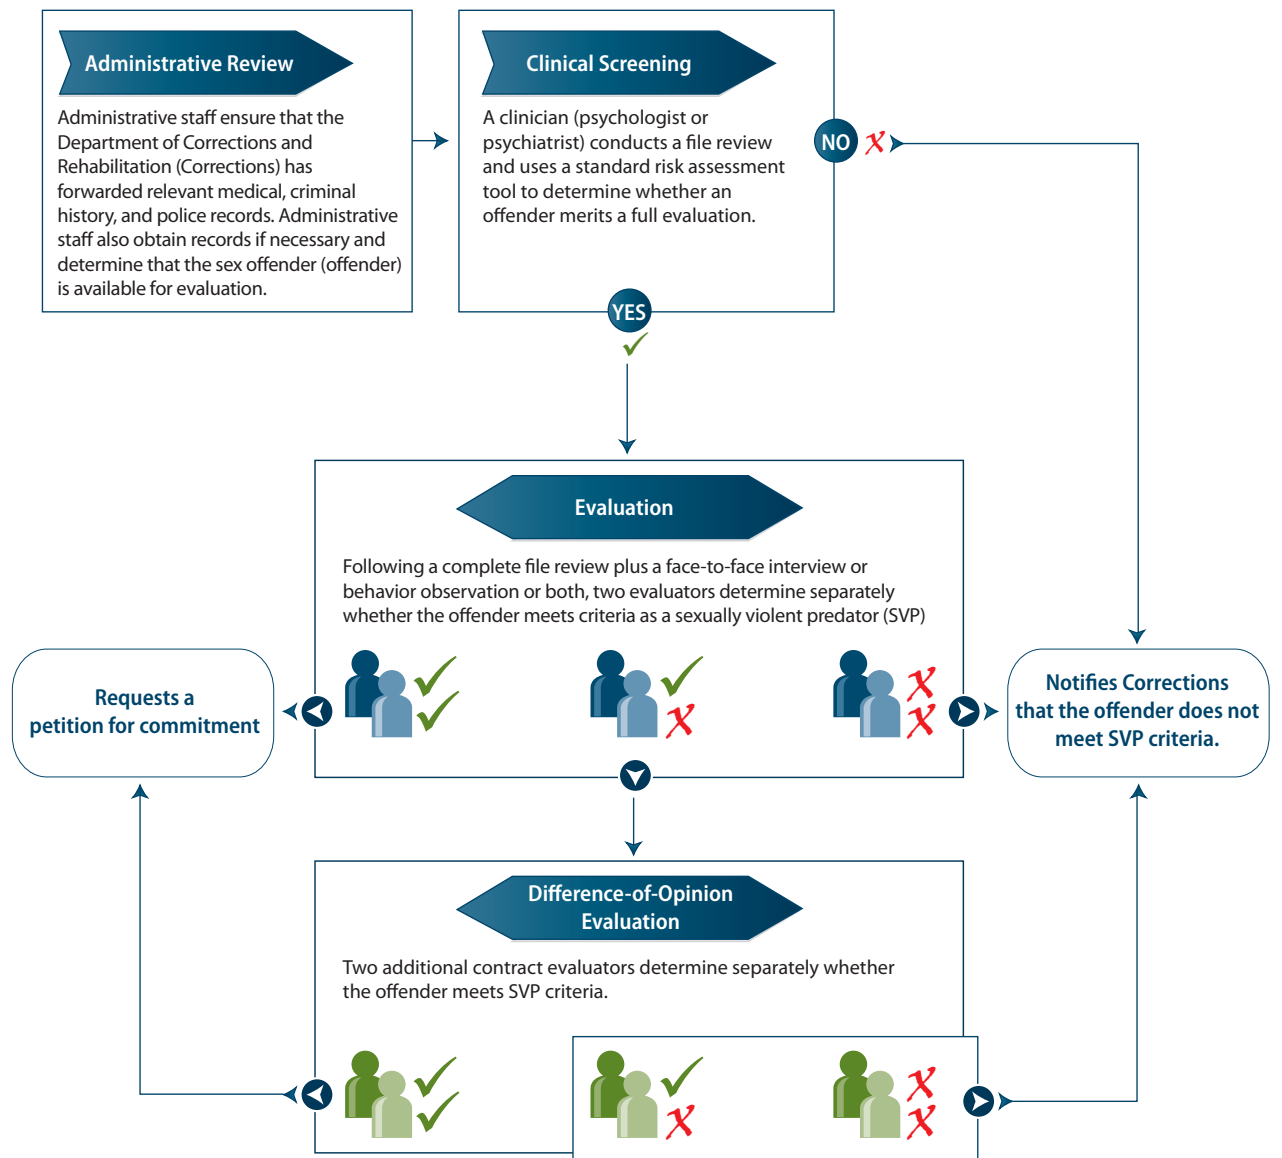 Administrative Review
Administrative staff ensure that the
Department of Corrections and
Rehabilitation (Corrections) has
forwarded relevant medical, criminal
history, and police records. Administrative
staff also obtain records if necessary and
determine that the sex offender (offender)
is available for evaluation.
Clinical Screening
A clinician (psychologist or
psychiatrist) conducts a file review
and uses a standard risk assessment
tool to determine whether an
offender merits a full evaluation.
NO
YES
Evaluation
Following a complete file review plus a face-to-face interview or
behavior observation or both, two evaluators determine separately
whether the offender meets criteria as a sexually violent predator (SVP)
Requests a
petition for commitment
Notifies Corrections
that the offender does not
meet SVP criteria.
Difference-of-Opinion
Evaluation
Two additional contract evaluators determine separately whether
the offender meets SVP criteria.